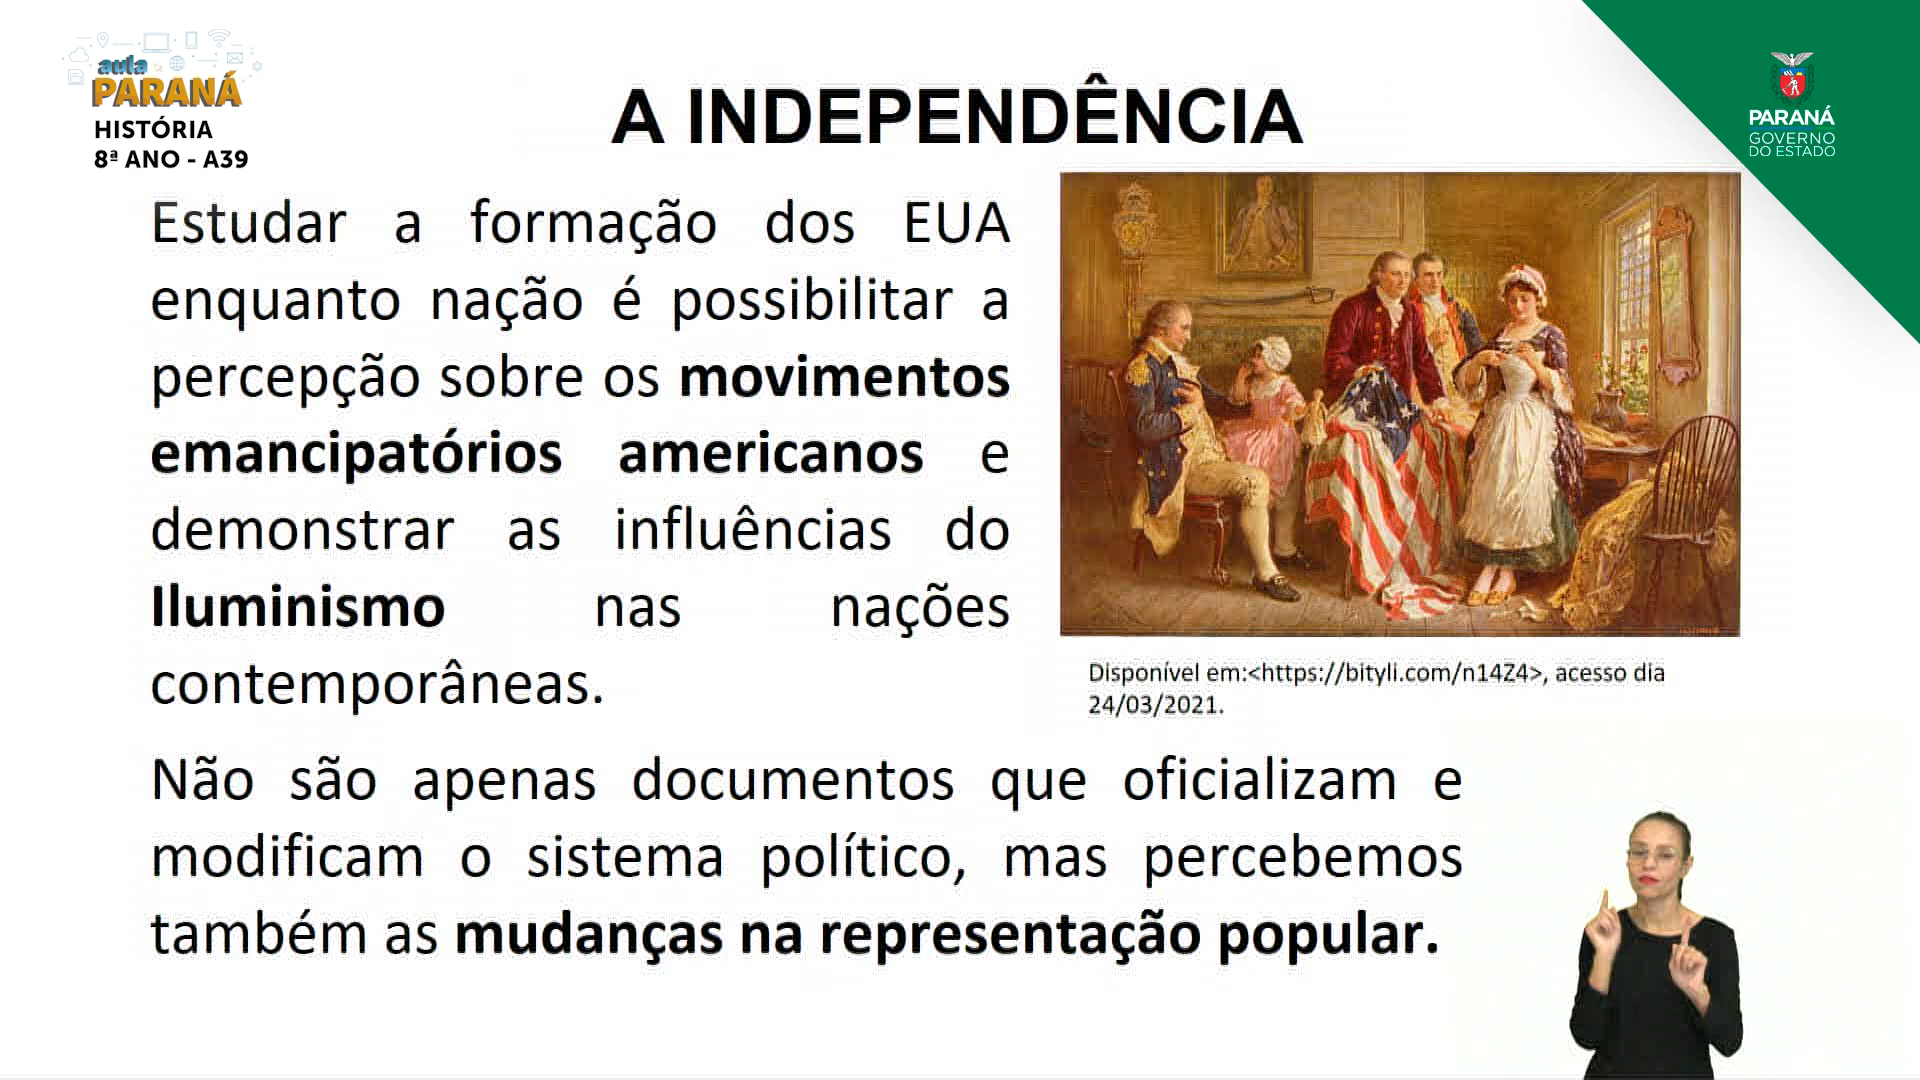 aula
PARANÁ
HISTÓRIA
8ª ANO - A39
A INDEPENDÊNCIA
PARANÁ
GOVERNO
DO ESTADO
Estudar a formação dos EUA
enquanto nação é possibilitar a
percepção sobre os movimentos
emancipatórios americanos e
demonstrar as influências do
Iluminismo nas nações
contemporâneas.
Disponível em:<https://bityli.com/n14Z4>, acesso dia
24/03/2021.
Não são apenas documentos que oficializam e
modificam o sistema político, mas percebemos
também as mudanças na representação popular.